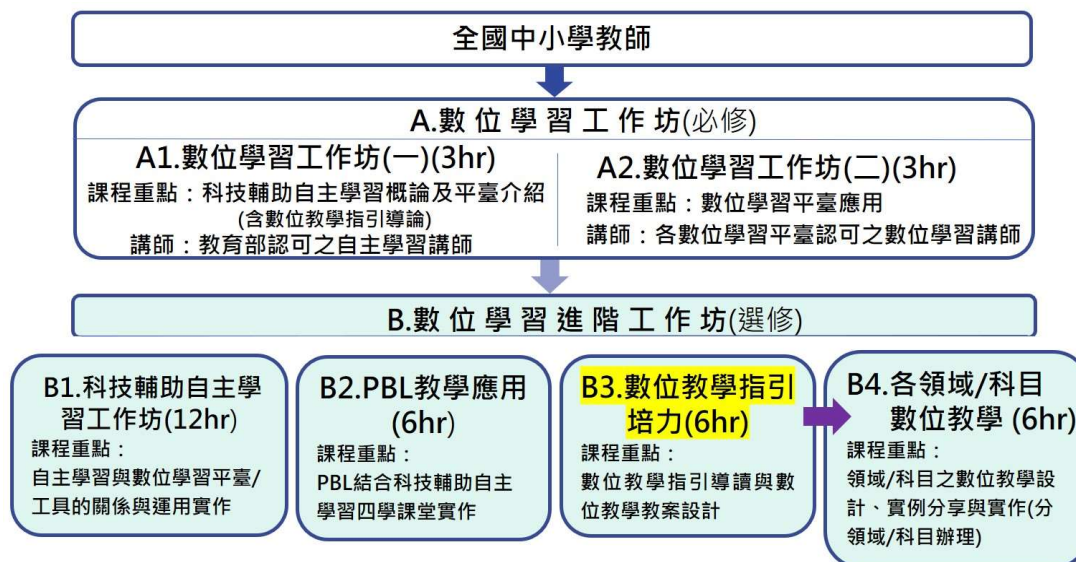 全國中小學教師
A.數位學習工作坊(必修)
A1.數位學習工作坊(一)(3hr)
課程重點：科技輔助自主學習概論及平臺介紹
(含數位教學指引導論)
講師：教育部認可之自主學習講師
A2.數位學習工作坊(二)(3hr)
課程重點：數位學習平臺應用
講師：各數位學習平臺認可之數位學習講師
B.數位學習進階工作坊(選修)
B1.科技輔助自主學
習工作坊(12hr)
課程重點：
自主學習與數位學習平臺/
工具的關係與運用實作
B2.PBL教學應用
(6hr)
課程重點：
PBL結合科技輔助自主
學習四學課堂實作
B3.數位教學指引
培力(6hr)
課程重點：
數位教學指引導讀與數
位教學教案設計
B4.各領域/科目
數位教學 (6hr)
課程重點：
領域/科目之數位教學設
計、實例分享與實作(分
領域/科目辦理)